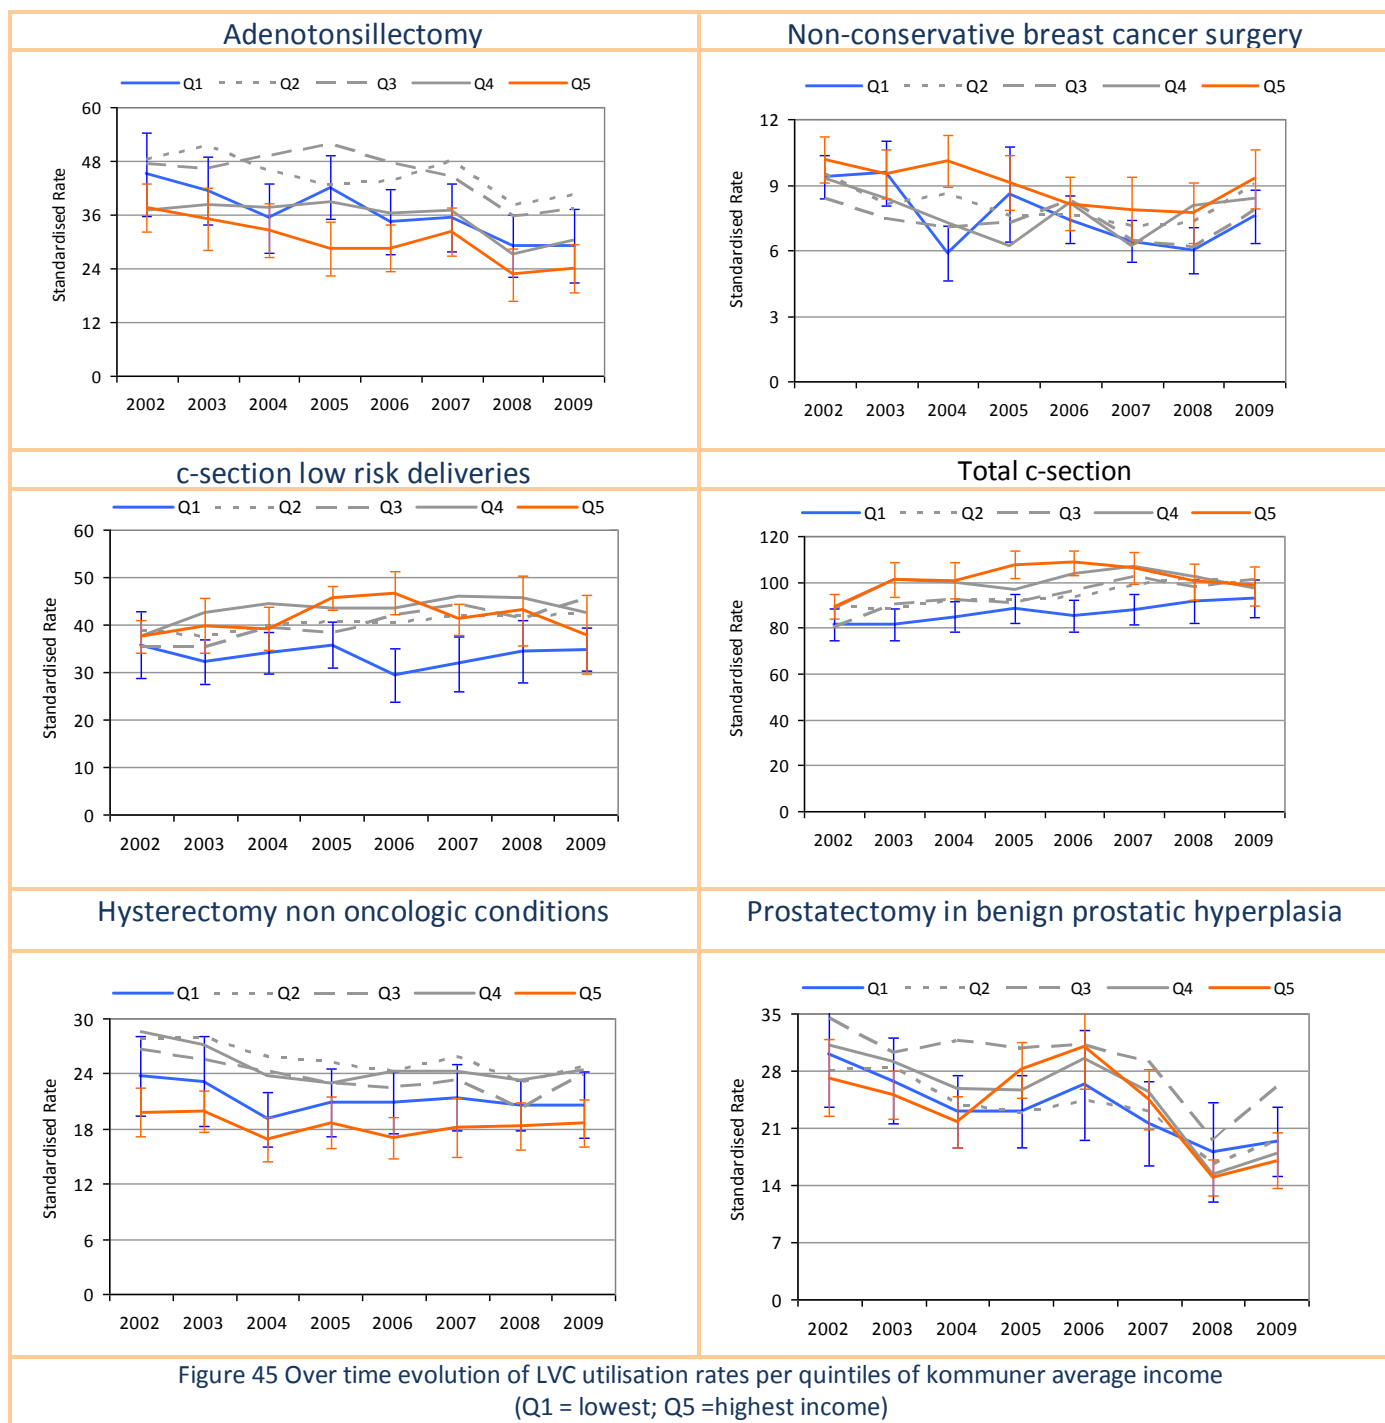 Adenotonsillectomy
Q1 Q2 Q3 Q4 Q5
Standardised Rate
60
48
36
24
12
0
2002 2003 2004 2005 2006 2007 2008 2009
Non-conservative breast cancer surgery
Q1 Q2 Q3 Q4 Q5
Standardised Rate
12
9
6
3
0
2002 2003 2004 2005 2006 2007 2008 2009
c-section low risk deliveries
Q1 Q2 Q3 Q4 Q5
Standardised Rate
60
50
40
30
20
10
0
2002 2003 2004 2005 2006 2007 2008 2009
Total c-section
Q1 Q2 Q3 Q4 Q5
Standardised Rate
120
100
80
60
40
20
0
2002 2003 2004 2005 2006 2007 2008 2009
Hysterectomy non oncologic conditions
Q1 Q2 Q3 Q4 Q5
Standardised Rate
30
24
18
12
6
0
2002 2003 2004 2005 2006 2007 2008 2009
Prostatectomy in benign prostatic hyperplasia
Q1 Q2 Q3 Q4 Q5
Standardised Rate
35
28
21
14
7
0
2002 2003 2004 2005 2006 2007 2008 2009
Figure 45 Over time evolution of LVC utilisation rates per quintiles of kommuner average income
(Q1 = lowest; Q5 =highest income)